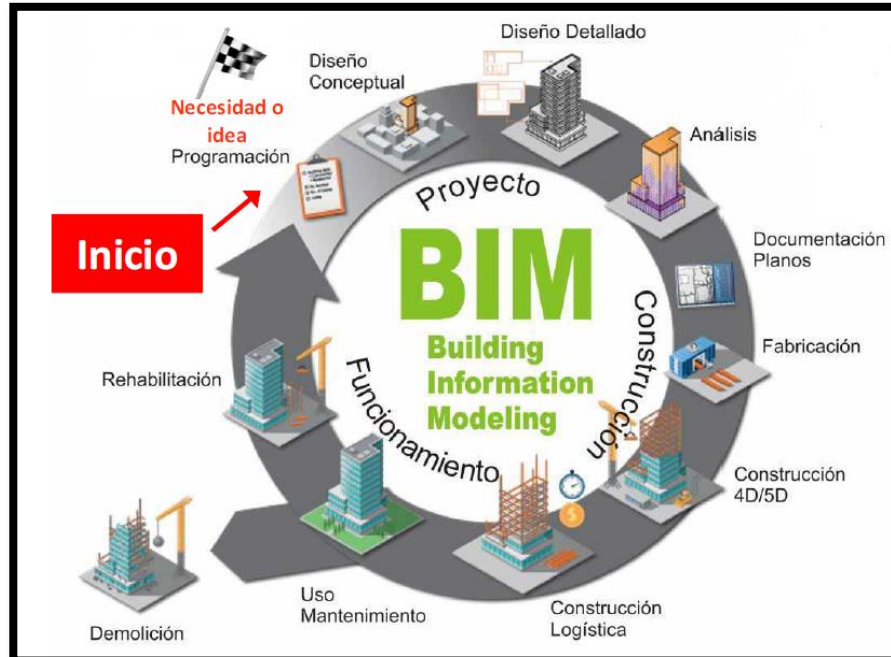 Necesidad o
idea
Programación
Inicio
Diseño
Conceptual
Diseño Detallado
Análisis
Documentación
Planos
Fabricación
Construcción
4D/5D
Construcción
Logística
Uso
Mantenimiento
Demolición
Rehabilitación
Proyecto
Construcción
Funcionamiento
BIM
Building
Information
Modeling